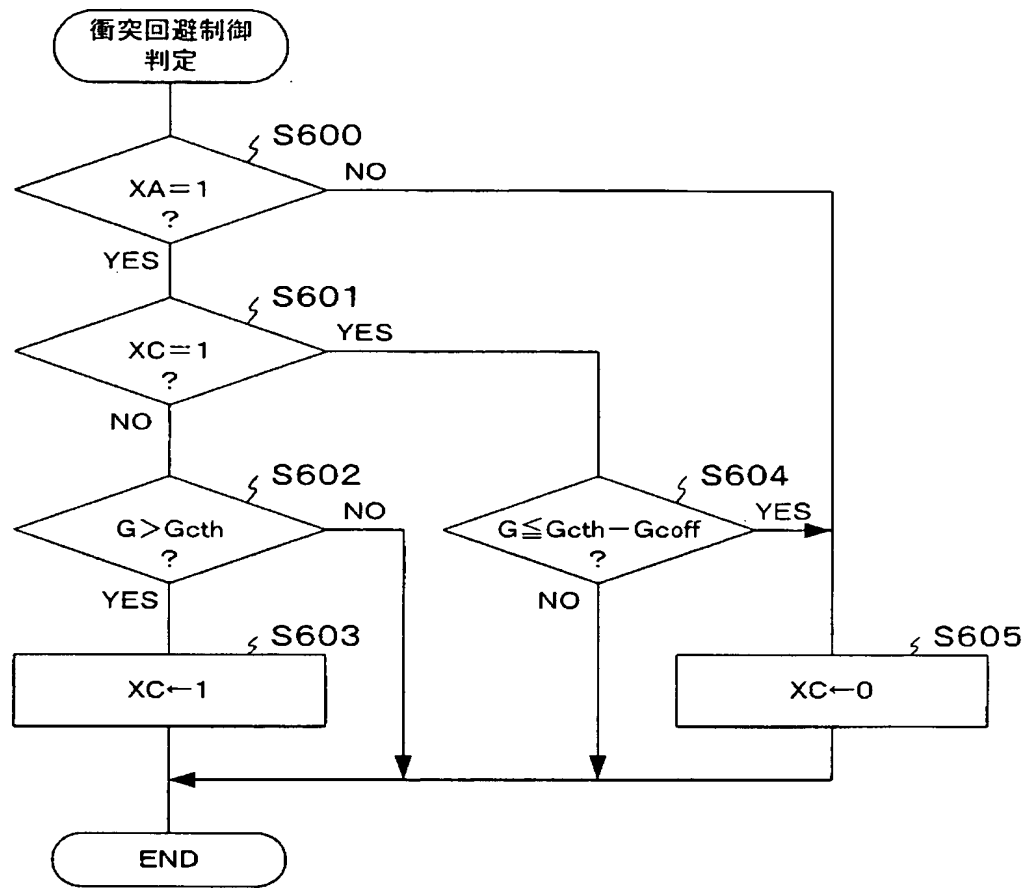 衝突回避制御
判定
S600
XA=1
?
NO
YES
S601
XC=1
?
YES
NO
S602
G>Gcth
?
NO
YES
S604
G≦Gcth-Gcoff
?
YES
NO
S603
XC←1
S605
XC←0
END